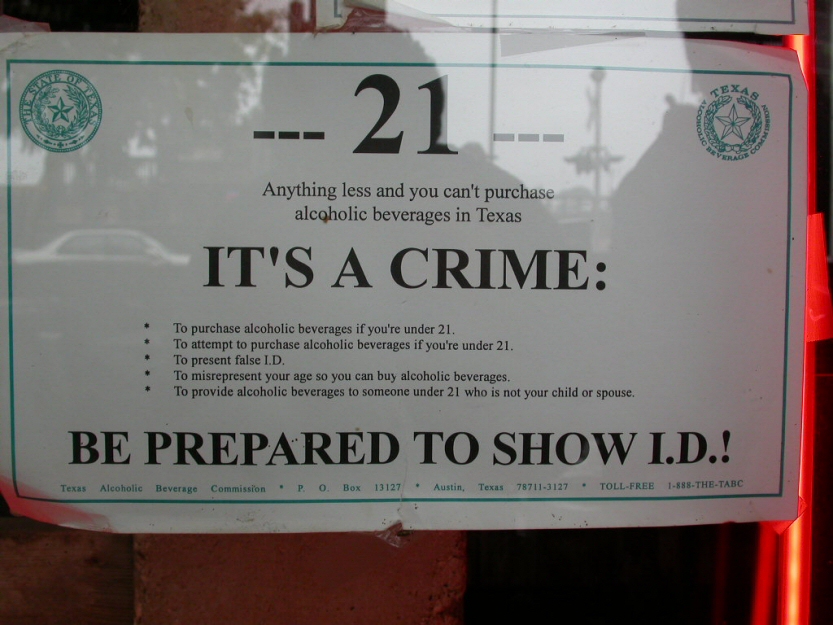 THE STATE OF TEXAS
--- 21 ---
TEXAS
ALCOHOLIC BEVERAGE COMMISSION
Anything less and you can't purchase
alcoholic beverages in Texas
IT'S A CRIME:
* To purchase alcoholic beverages if you're under 21.
* To attempt to purchase alcoholic beverages if you're under 21.
* To present false I.D.
* To misrepresent your age so you can buy alcoholic beverages.
* To provide alcoholic beverages to someone under 21 who is not your child or spouse.
BE PREPARED TO SHOW I.D.!
Texas Alcoholic Beverage Commission * P. O. Box 13127 * Austin, Texas 78711-3127 * TOLL-FREE 1-888-THE-TABC